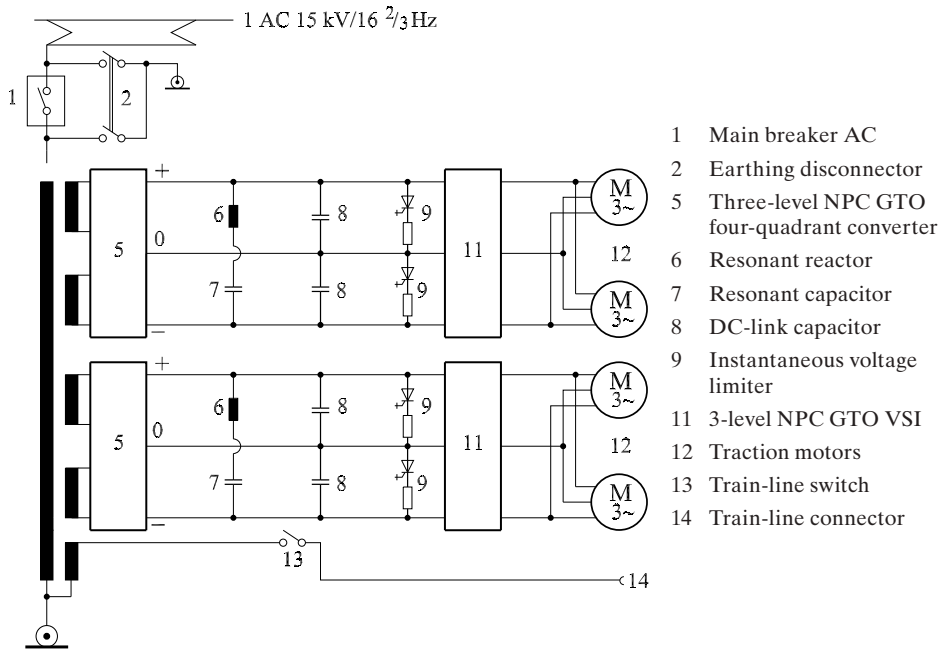 1 AC 15 kV/16 2/3 Hz
1
2
5
+
0
–
6
7
8
8
9
9
11
M
3~
12
M
3~
5
+
0
–
6
7
8
8
9
9
11
M
3~
12
M
3~
13
14
1 Main breaker AC
2 Earthing disconnector
5 Three-level NPC GTO
four-quadrant converter
6 Resonant reactor
7 Resonant capacitor
8 DC-link capacitor
9 Instantaneous voltage
limiter
11 3-level NPC GTO VSI
12 Traction motors
13 Train-line switch
14 Train-line connector